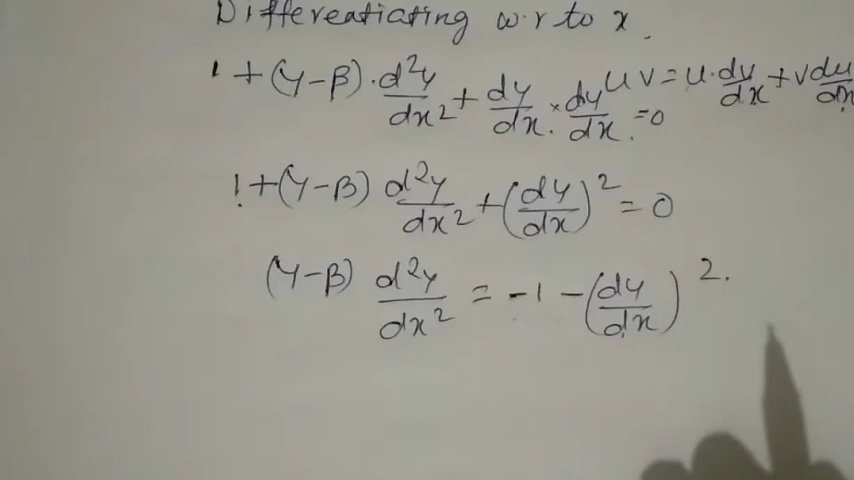 Differentiating w.r to x.
1 + (y-β)·d²y/dx² + dy/dx. × dy/dx. = 0 uv = u·dv/dx + v du/dx
1 + (y-β) d²y/dx² + (dy/dx)² = 0
(y-β) d²y/dx² = -1 - (dy/dx)².